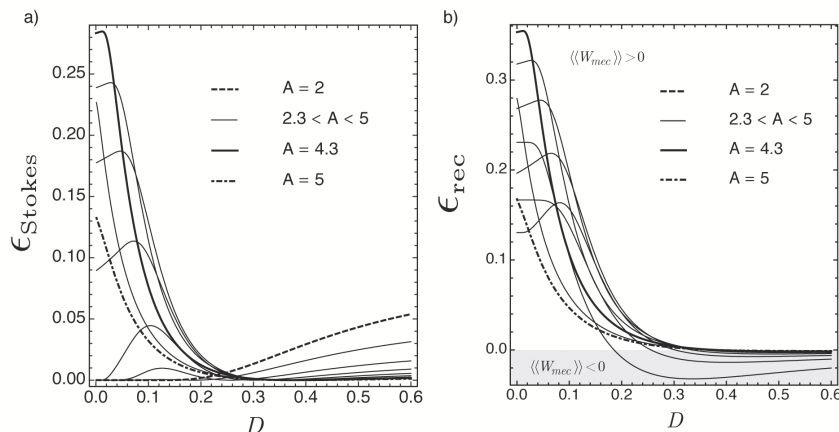 a)
ϵStokes
0.25
0.20
0.15
0.10
0.05
0.00
A = 2
2.3 < A < 5
A = 4.3
A = 5
0.0 0.1 0.2 0.3 0.4 0.5 0.6
D
b)
ϵrec
0.3
0.2
0.1
0.0
⟨⟨Wmec⟩⟩>0
A = 2
2.3 < A < 5
A = 4.3
A = 5
⟨⟨Wmec⟩⟩<0
0.0 0.1 0.2 0.3 0.4 0.5 0.6
D